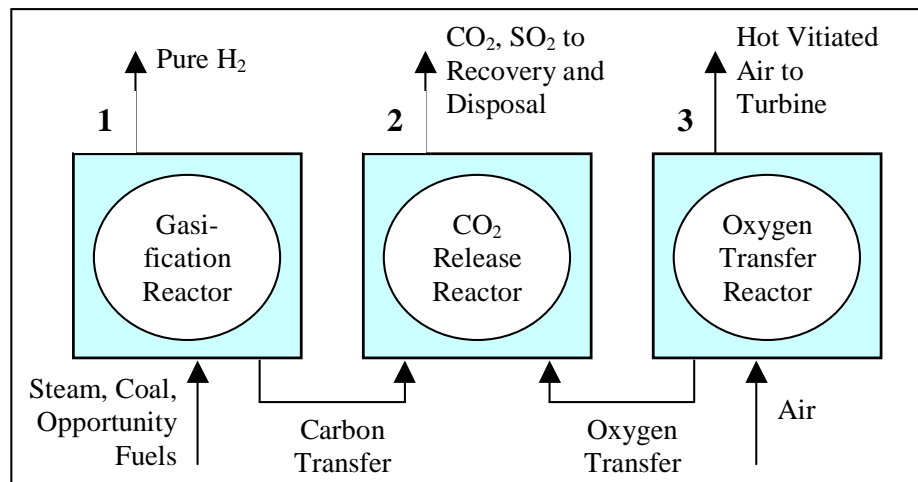 Pure H₂
CO₂, SO₂ to
Recovery and
Disposal
Hot Vitiated
Air to
Turbine
1
2
3
Gasi-
fication
Reactor
CO₂
Release
Reactor
Oxygen
Transfer
Reactor
Steam, Coal,
Opportunity
Fuels
Carbon
Transfer
Oxygen
Transfer
Air